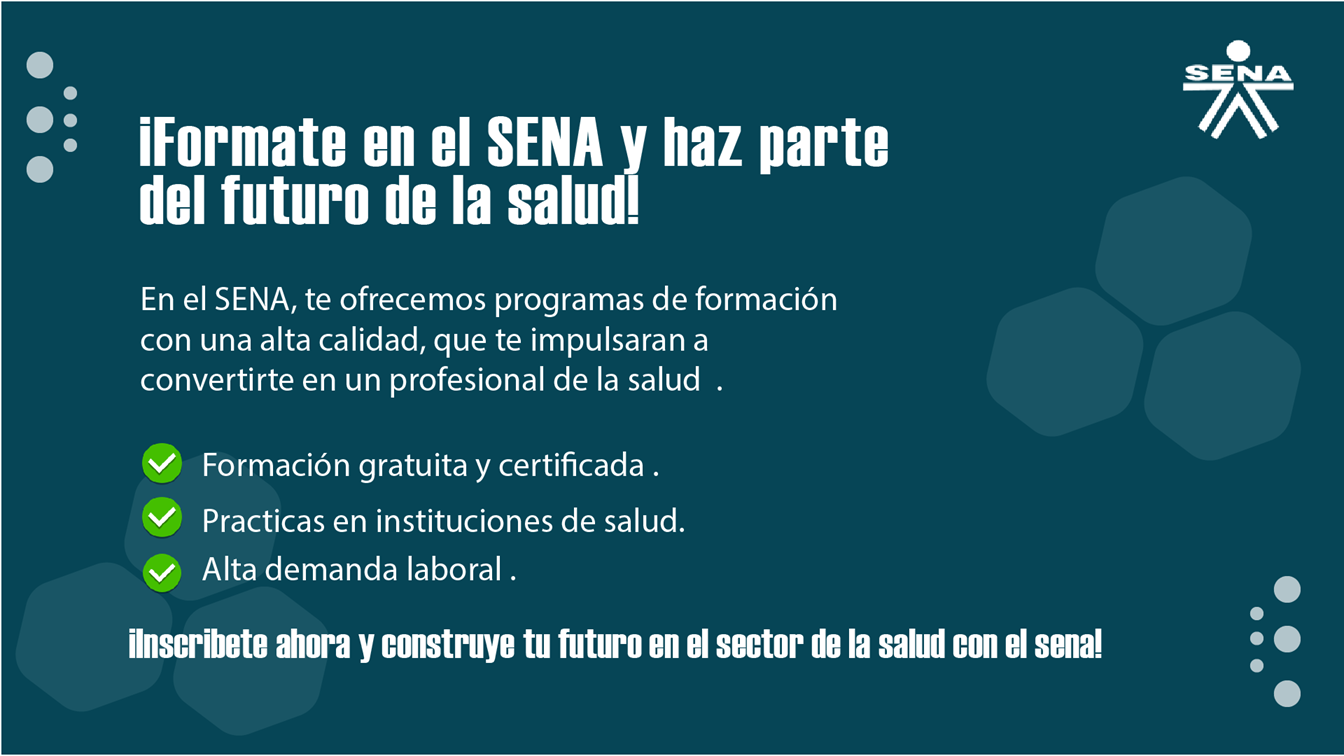 SENA
¡Formate en el SENA y haz parte
del futuro de la salud!
En el SENA, te ofrecemos programas de formación
con una alta calidad, que te impulsaran a
convertirte en un profesional de la salud .
Formación gratuita y certificada .
Practicas en instituciones de salud.
Alta demanda laboral .
¡Inscribete ahora y construye tu futuro en el sector de la salud con el sena!